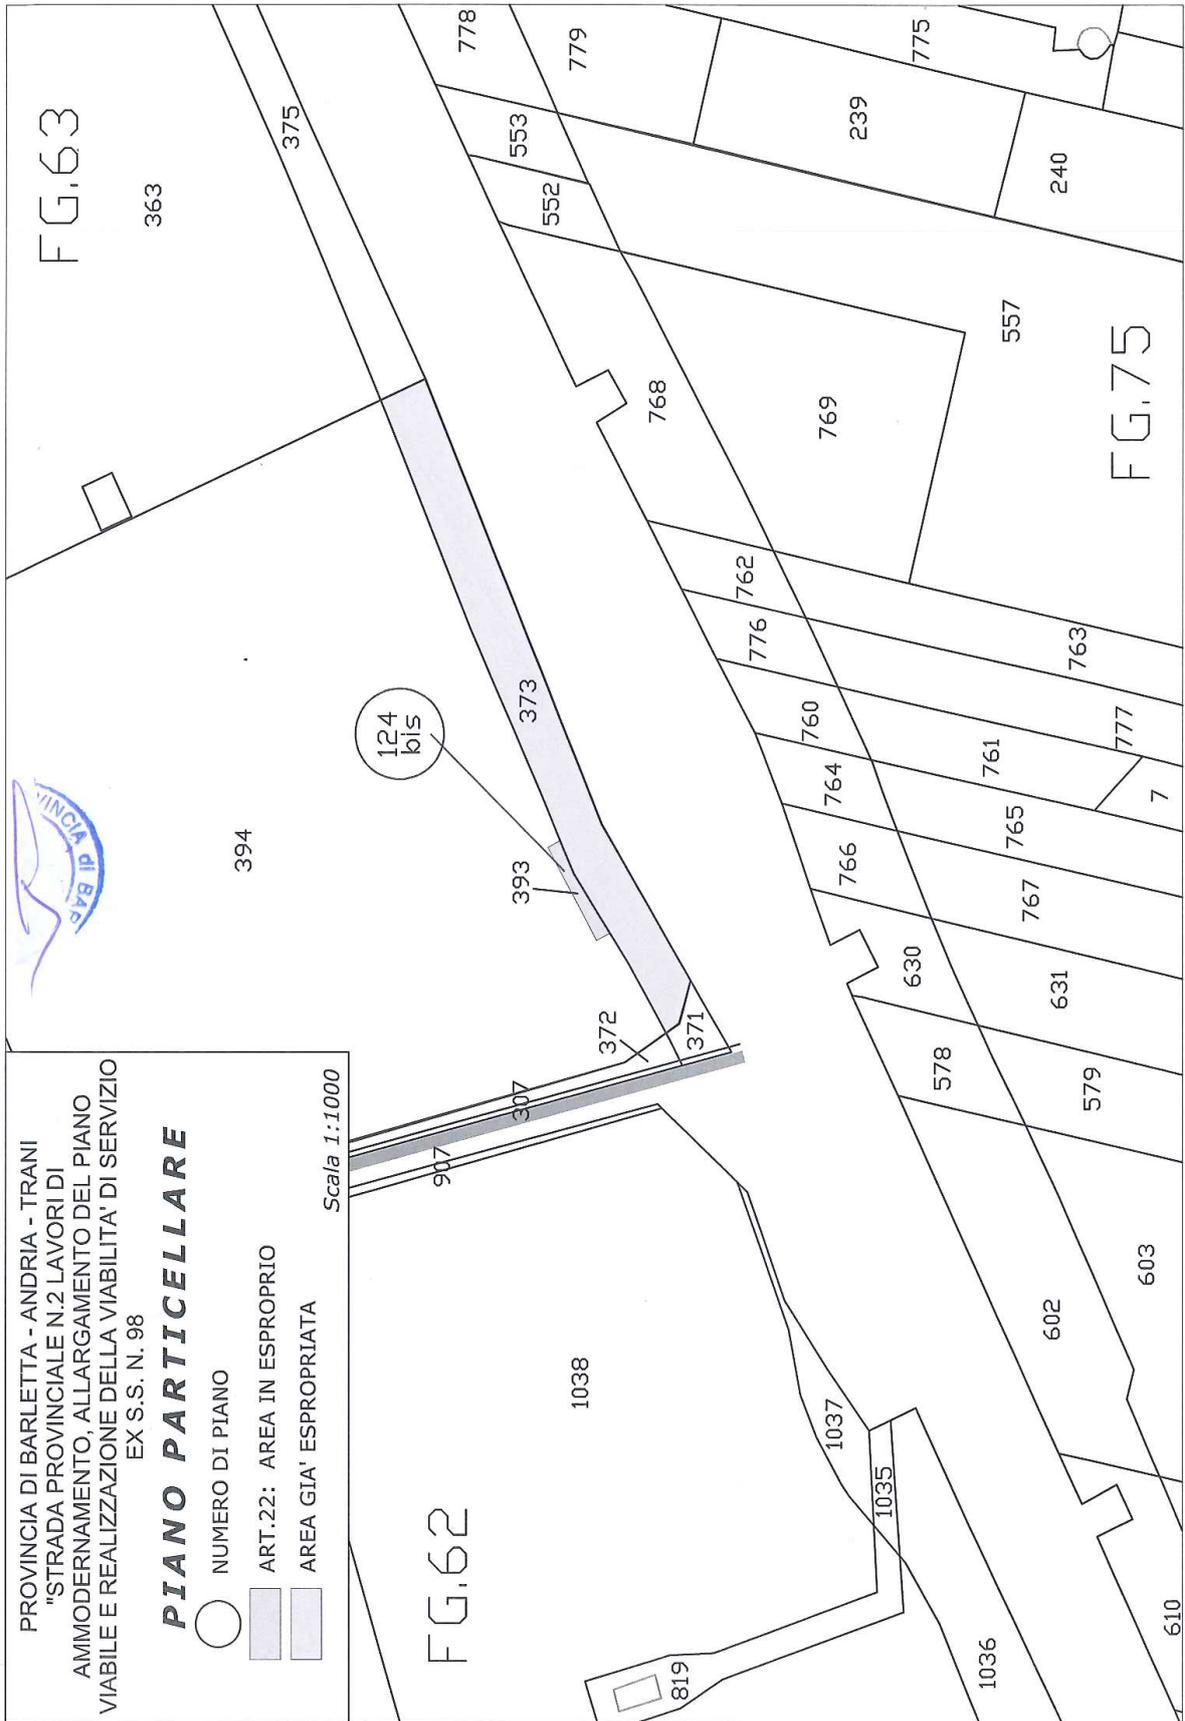 PROVINCIA DI BARLETTA - ANDRIA - TRANI
"STRADA PROVINCIALE N.2 LAVORI DI
AMMODERNAMENTO, ALLARGAMENTO DEL PIANO
VIABILE E REALIZZAZIONE DELLA VIABILITA' DI SERVIZIO
EX S.S. N. 98
PIANO PARTICELLARE
NUMERO DI PIANO
ART.22: AREA IN ESPROPRIO
AREA GIA' ESPROPRIATA
Scala 1:1000
VINCIA di BAR
FG.63
363
375
394
124
bis
373
393
372
371
307
907
FG.62
1038
1037
1035
1036
819
778
779
775
553
552
239
240
768
769
557
FG.75
762
776
763
760
761
777
7
764
765
766
767
630
631
578
579
602
603
610